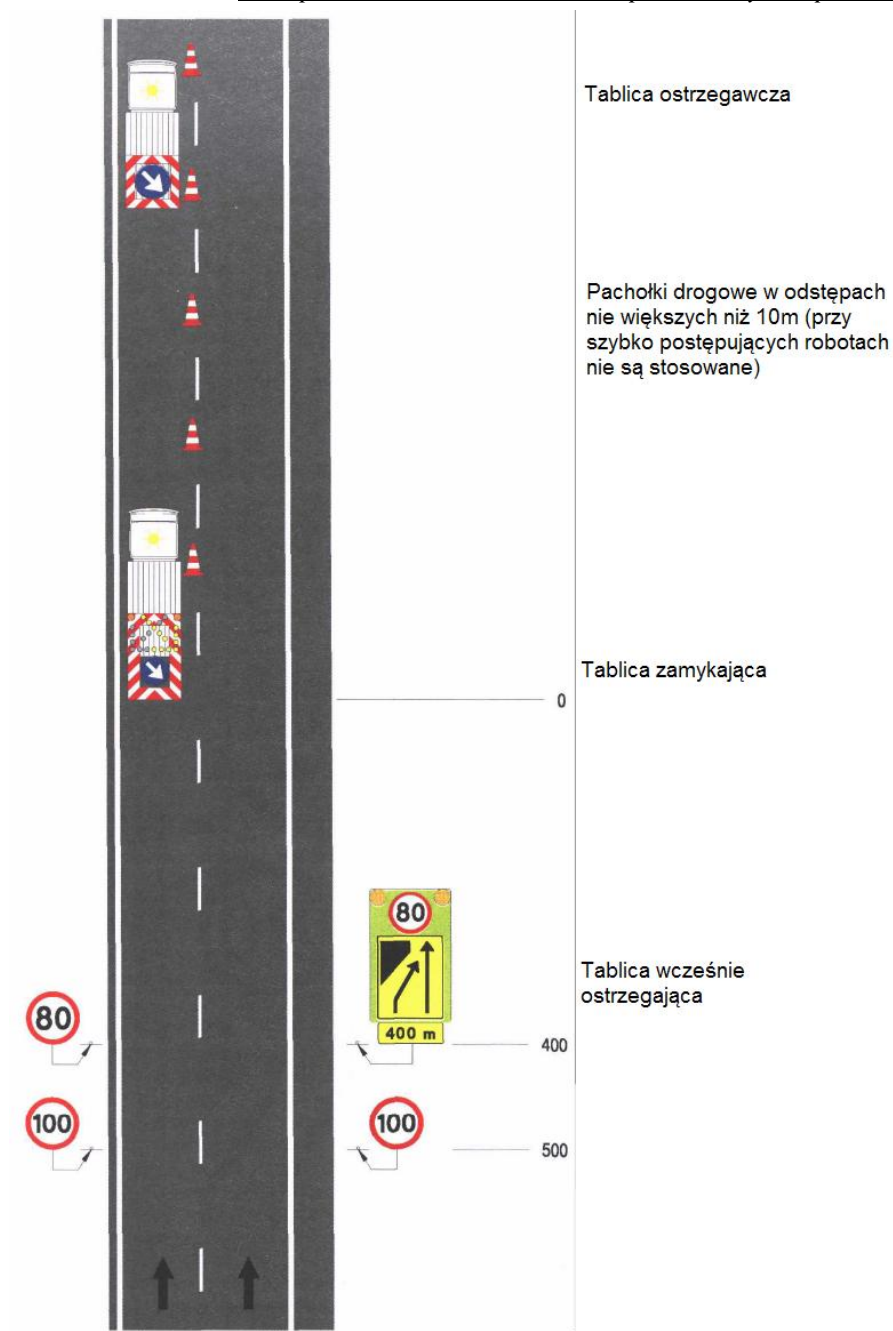 Tablica ostrzegawcza
Pachołki drogowe w odstępach
nie większych niż 10m (przy
szybko postępujących robotach
nie są stosowane)
Tablica zamykająca
0
80
Tablica wcześnie
ostrzegająca
80
400 m
400
100
100
500